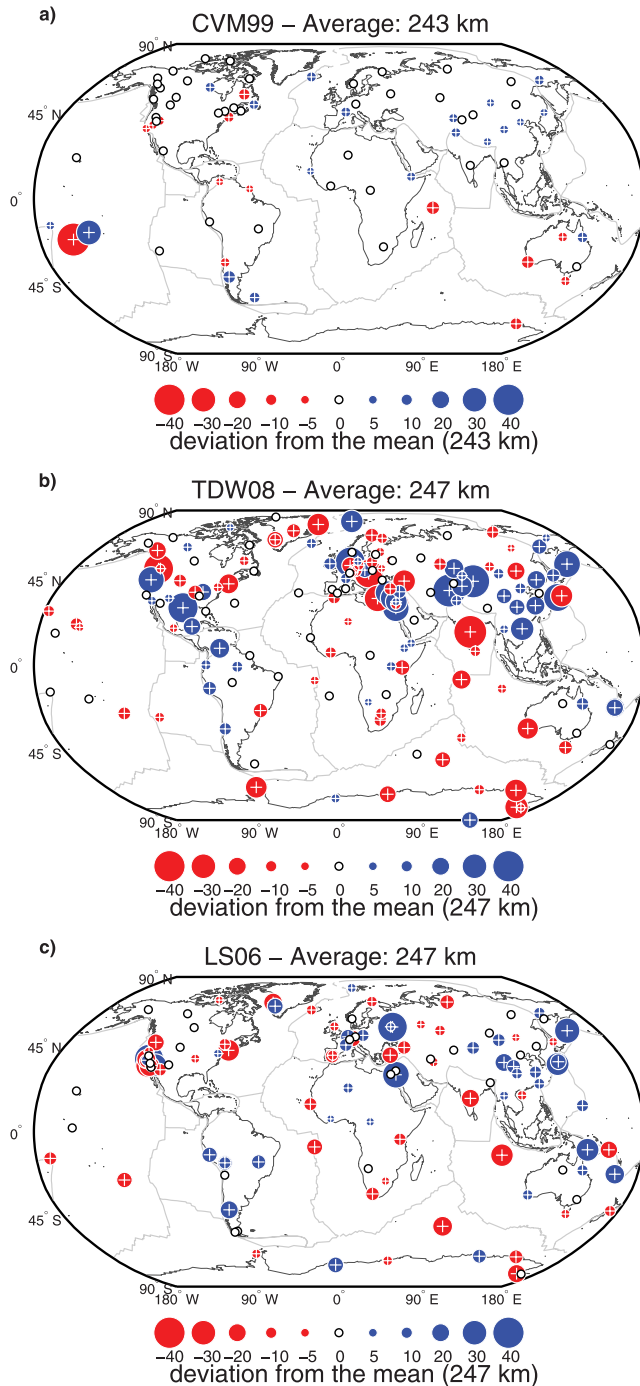 a)
CVM99 – Average: 243 km
90° N
45° N
0°
45° S
90° S
180° W 90° W 0° 90° E 180° E
−40 −30 −20 −10 −5 0 5 10 20 30 40
deviation from the mean (243 km)
b)
TDW08 – Average: 247 km
90° N
45° N
0°
45° S
90° S
180° W 90° W 0° 90° E 180° E
−40 −30 −20 −10 −5 0 5 10 20 30 40
deviation from the mean (247 km)
c)
LS06 – Average: 247 km
90° N
45° N
0°
45° S
90° S
180° W 90° W 0° 90° E 180° E
−40 −30 −20 −10 −5 0 5 10 20 30 40
deviation from the mean (247 km)